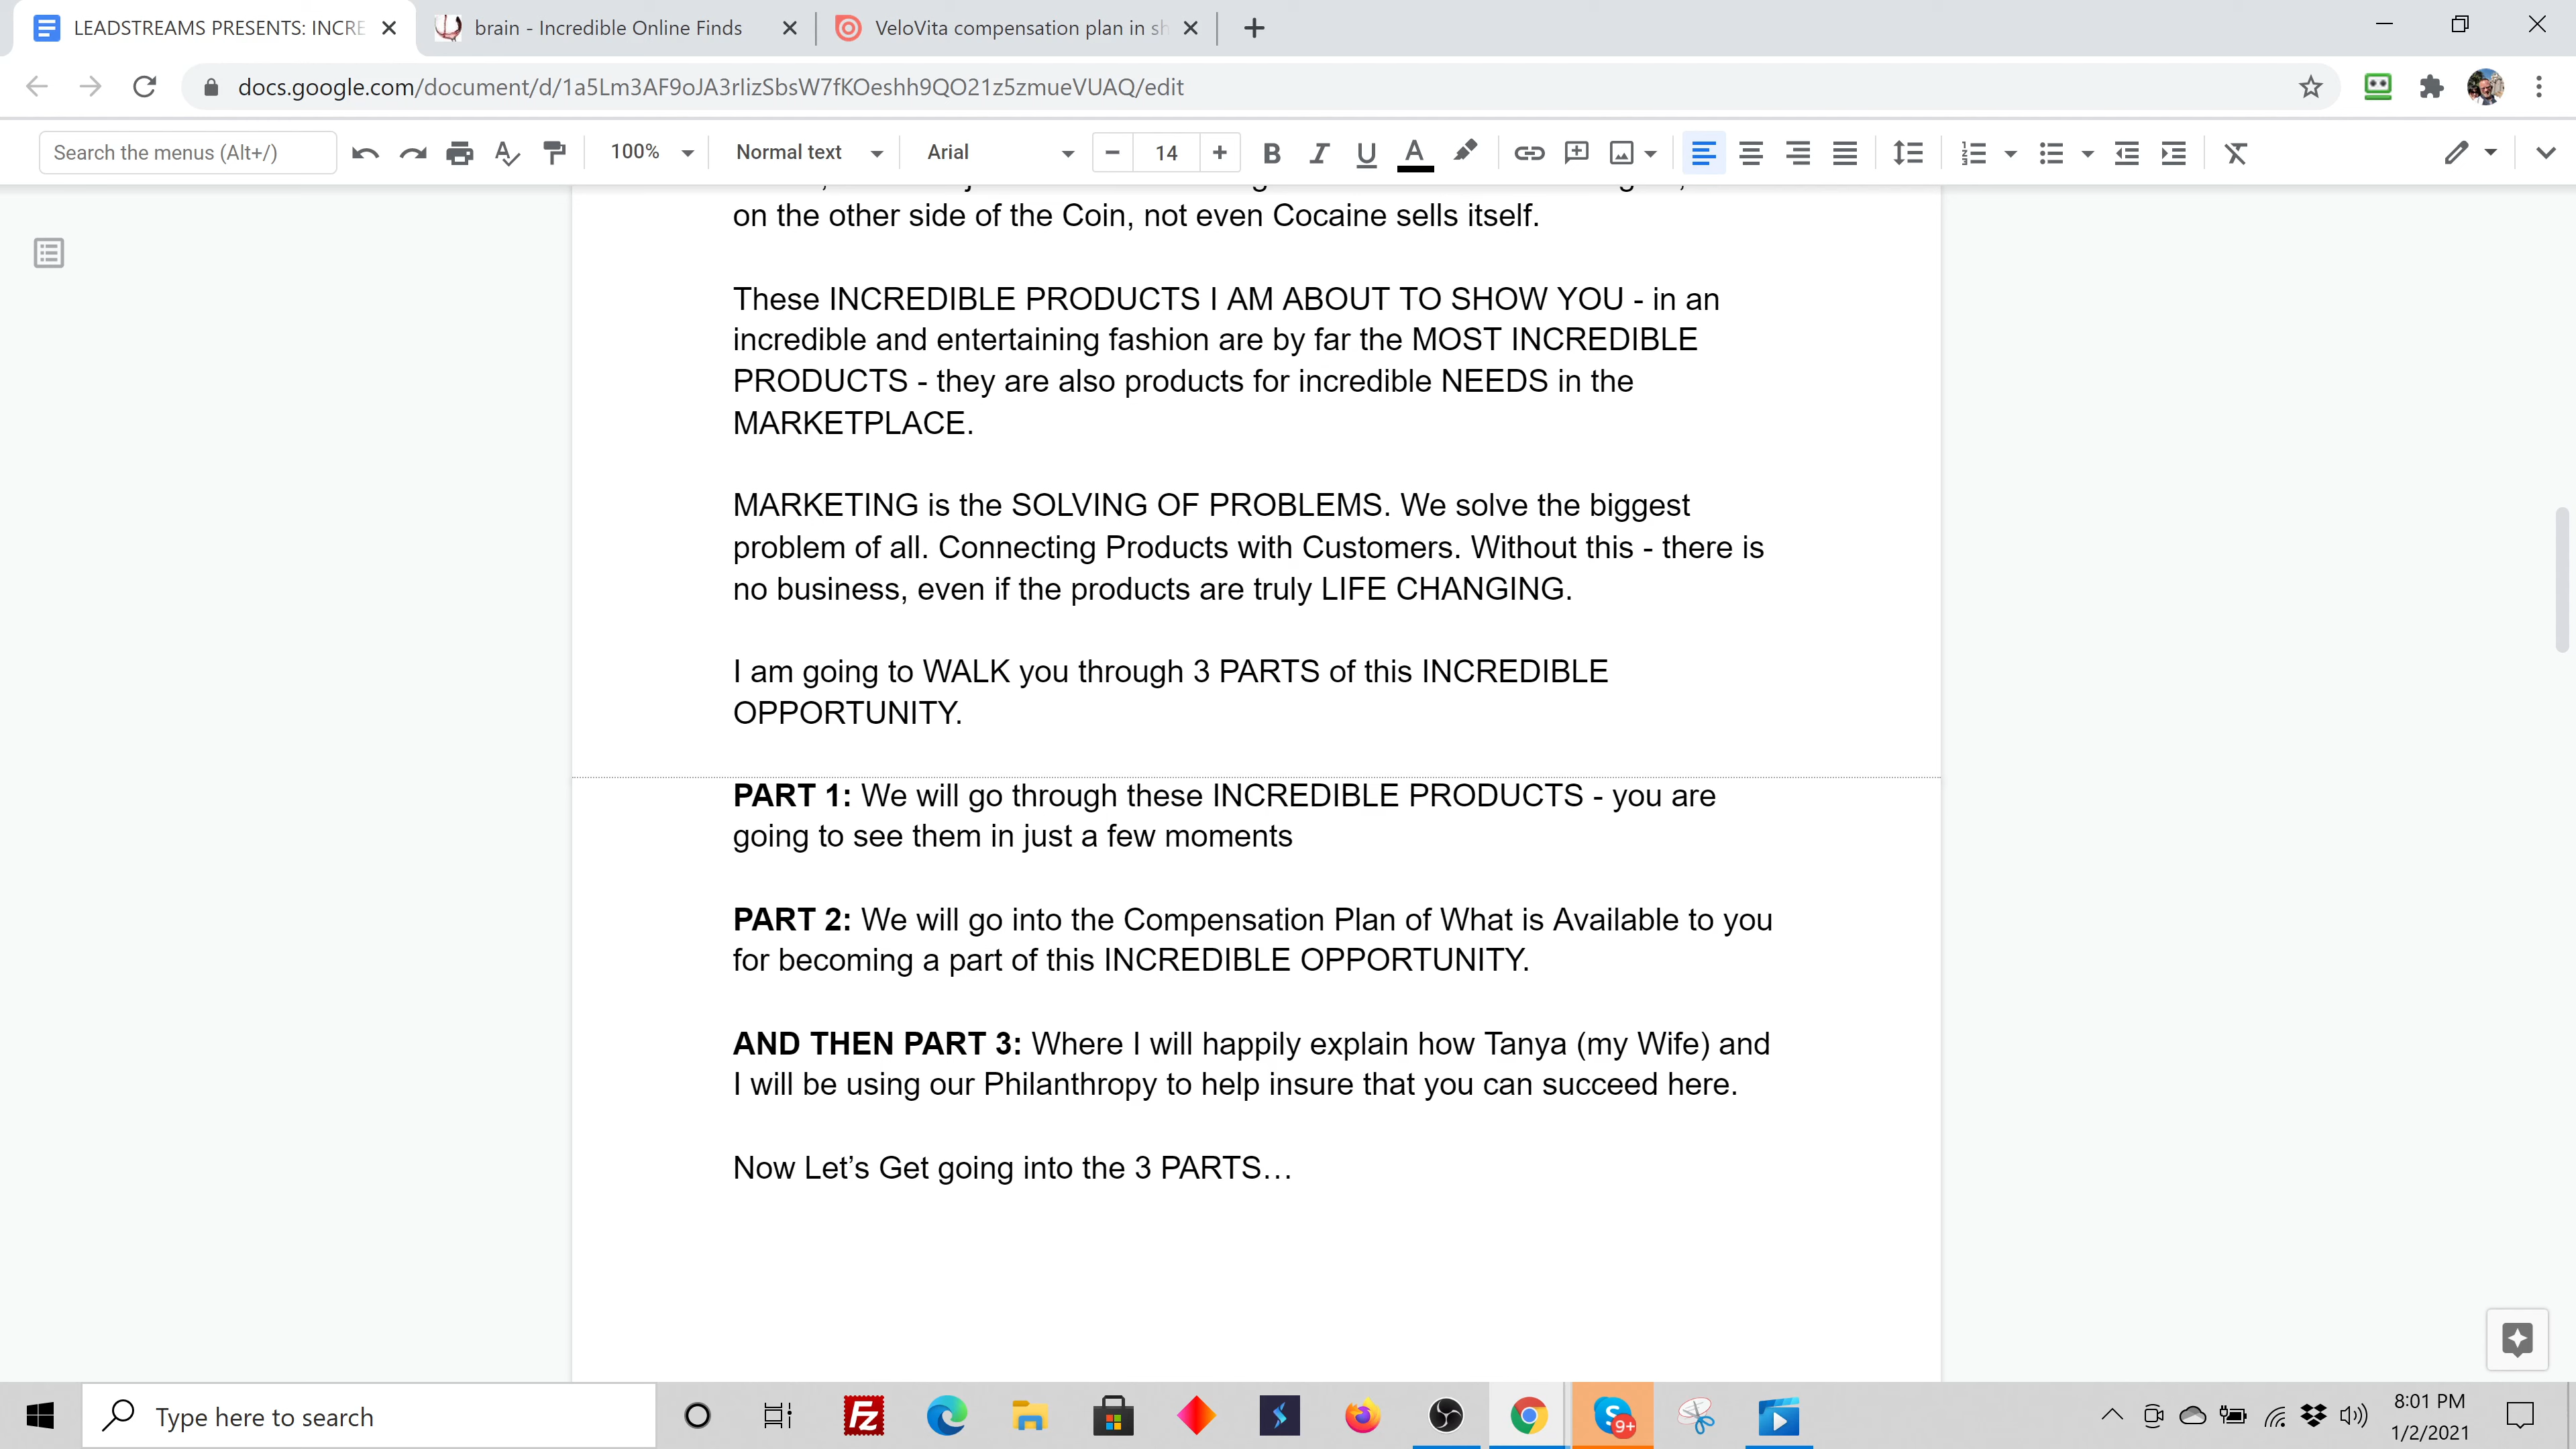 LEADSTREAMS PRESENTS: INCRE
brain - Incredible Online Finds
VeloVita compensation plan in sh
docs.google.com/document/d/1a5Lm3AF9oJA3rIizSbsW7fKOeshh9QO21z5zmueVUAQ/edit
Search the menus (Alt+/)
100%
Normal text
Arial
14
on the other side of the Coin, not even Cocaine sells itself.
These INCREDIBLE PRODUCTS I AM ABOUT TO SHOW YOU - in an
incredible and entertaining fashion are by far the MOST INCREDIBLE
PRODUCTS - they are also products for incredible NEEDS in the
MARKETPLACE.
MARKETING is the SOLVING OF PROBLEMS. We solve the biggest
problem of all. Connecting Products with Customers. Without this - there is
no business, even if the products are truly LIFE CHANGING.
I am going to WALK you through 3 PARTS of this INCREDIBLE
OPPORTUNITY.
PART 1: We will go through these INCREDIBLE PRODUCTS - you are
going to see them in just a few moments
PART 2: We will go into the Compensation Plan of What is Available to you
for becoming a part of this INCREDIBLE OPPORTUNITY.
AND THEN PART 3: Where I will happily explain how Tanya (my Wife) and
I will be using our Philanthropy to help insure that you can succeed here.
Now Let’s Get going into the 3 PARTS…
Type here to search
9+
8:01 PM
1/2/2021